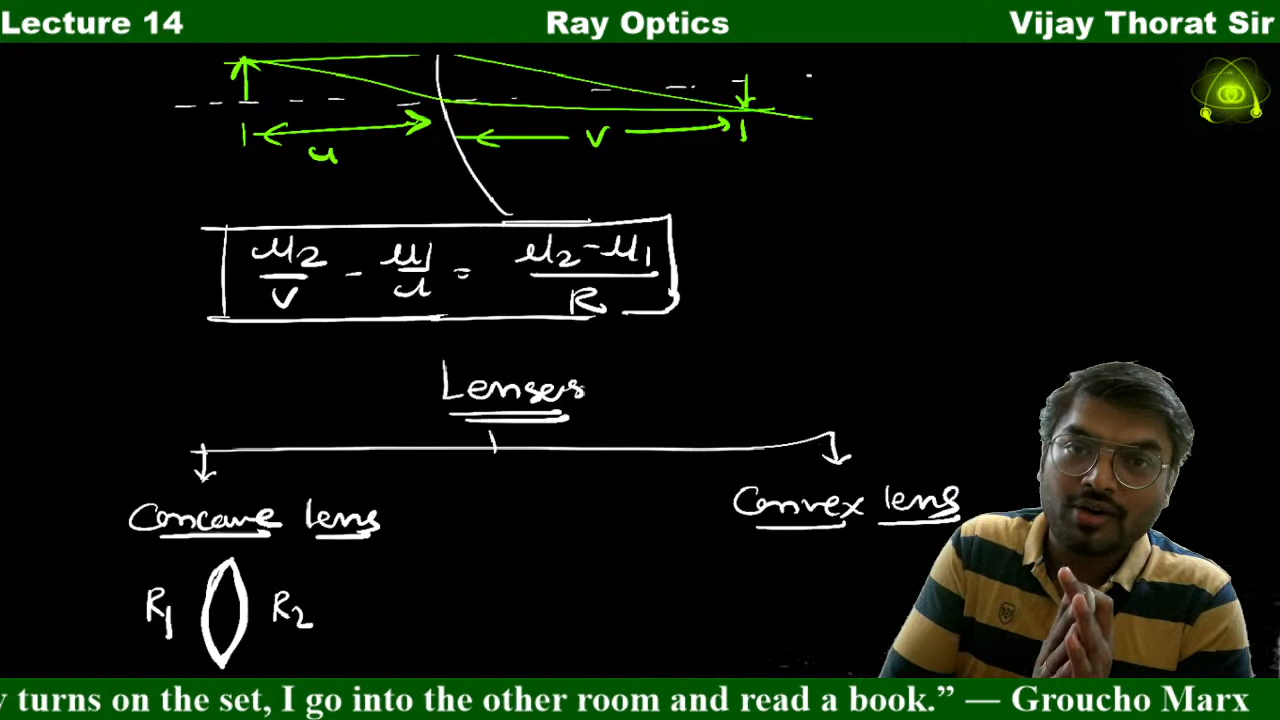 Lecture 14 Ray Optics Vijay Thorat Sir
u v
μ2/v - μ1/u = μ2-μ1/R
Lenses
Concave lens Convex lens
R1 R2
y turns on the set, I go into the other room and read a book.” — Groucho Marx